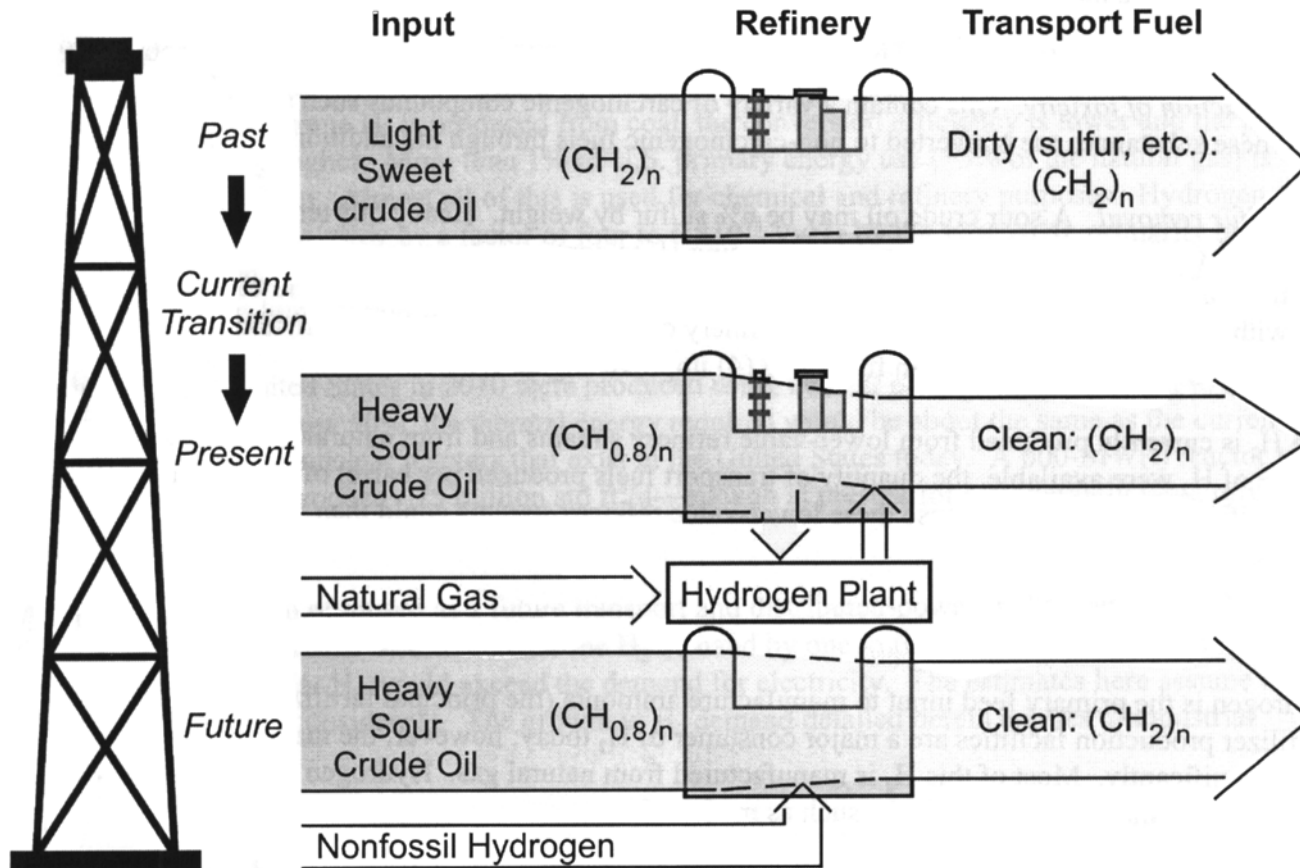 Input Refinery Transport Fuel
Past
Light
Sweet
Crude Oil
(CH₂)ₙ
Dirty (sulfur, etc.):
(CH₂)ₙ
Current
Transition
Present
Heavy
Sour
Crude Oil
(CH₀.₈)ₙ
Clean: (CH₂)ₙ
Natural Gas
Hydrogen Plant
Future
Heavy
Sour
Crude Oil
(CH₀.₈)ₙ
Clean: (CH₂)ₙ
Nonfossil Hydrogen